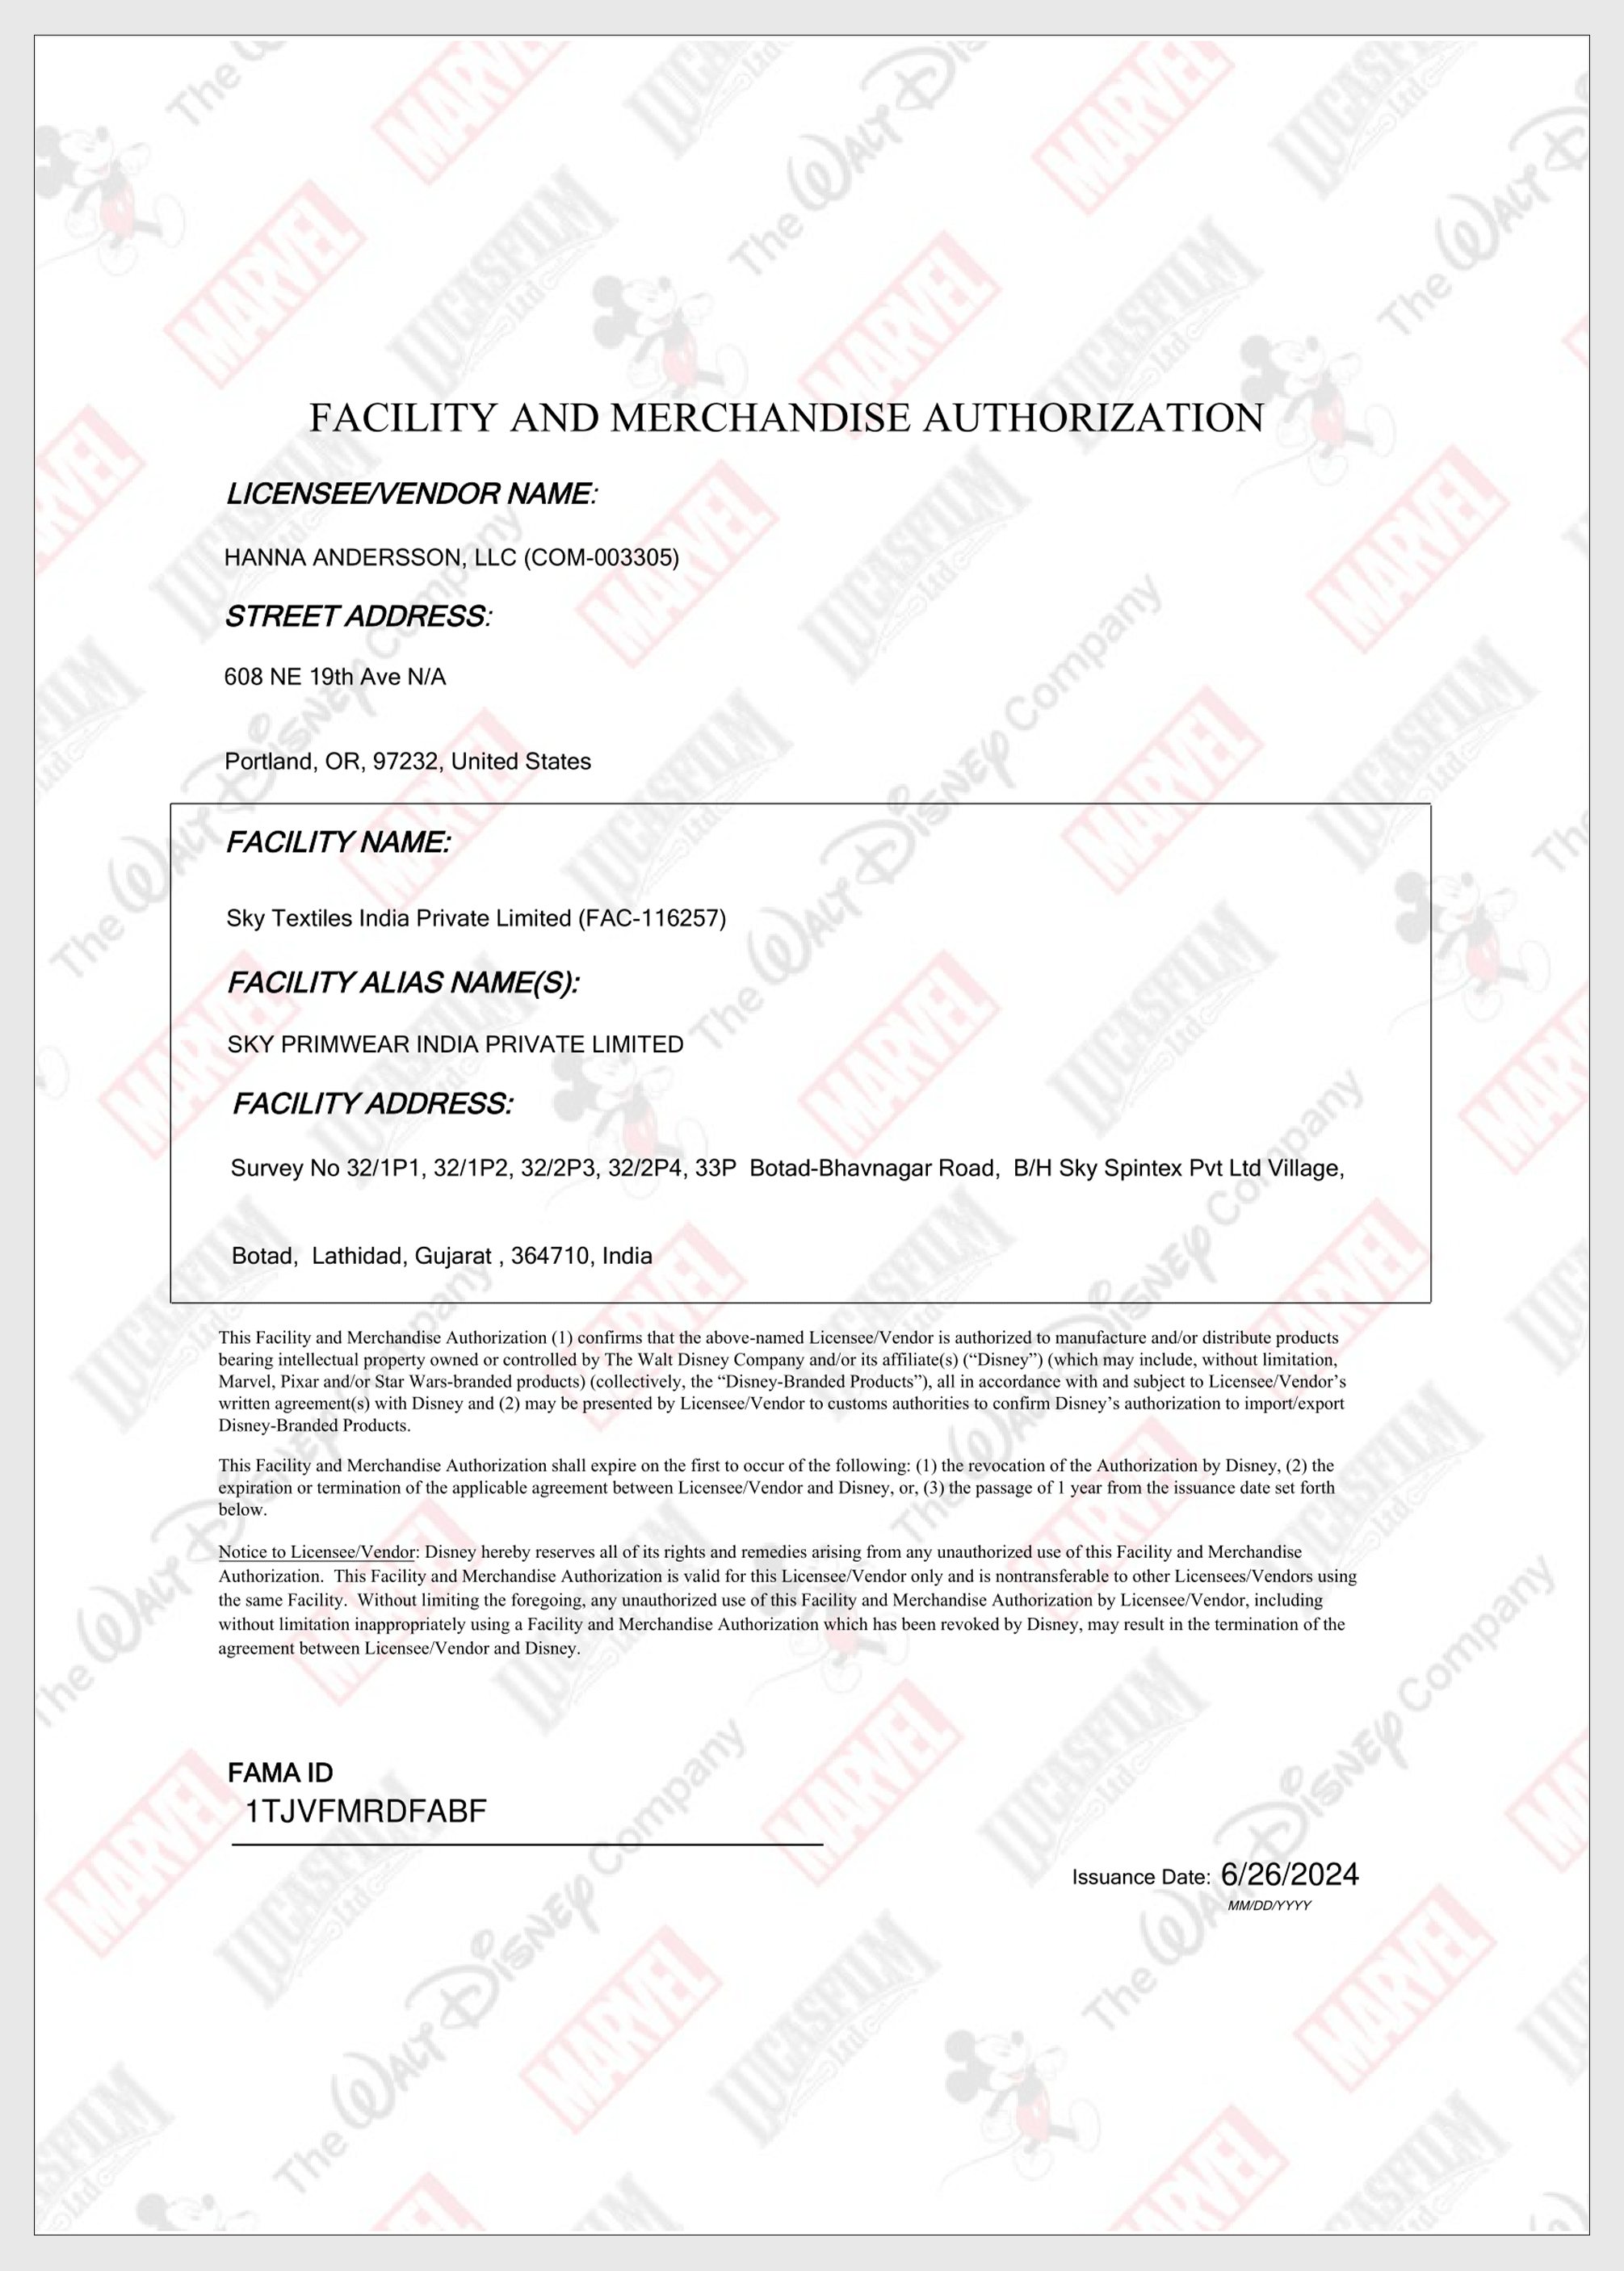 FACILITY AND MERCHANDISE AUTHORIZATION
LICENSEE/VENDOR NAME:
HANNA ANDERSSON, LLC (COM-003305)
STREET ADDRESS:
608 NE 19th Ave N/A
Portland, OR, 97232, United States
FACILITY NAME:
Sky Textiles India Private Limited (FAC-116257)
FACILITY ALIAS NAME(S):
SKY PRIMWEAR INDIA PRIVATE LIMITED
FACILITY ADDRESS:
Survey No 32/1P1, 32/1P2, 32/2P3, 32/2P4, 33P  Botad-Bhavnagar Road,  B/H Sky Spintex Pvt Ltd Village,
Botad,  Lathidad, Gujarat , 364710, India
This Facility and Merchandise Authorization (1) confirms that the above-named Licensee/Vendor is authorized to manufacture and/or distribute products
bearing intellectual property owned or controlled by The Walt Disney Company and/or its affiliate(s) (“Disney”) (which may include, without limitation,
Marvel, Pixar and/or Star Wars-branded products) (collectively, the “Disney-Branded Products”), all in accordance with and subject to Licensee/Vendor’s
written agreement(s) with Disney and (2) may be presented by Licensee/Vendor to customs authorities to confirm Disney’s authorization to import/export
Disney-Branded Products.
This Facility and Merchandise Authorization shall expire on the first to occur of the following: (1) the revocation of the Authorization by Disney, (2) the
expiration or termination of the applicable agreement between Licensee/Vendor and Disney, or, (3) the passage of 1 year from the issuance date set forth
below.
Notice to Licensee/Vendor: Disney hereby reserves all of its rights and remedies arising from any unauthorized use of this Facility and Merchandise
Authorization.  This Facility and Merchandise Authorization is valid for this Licensee/Vendor only and is nontransferable to other Licensees/Vendors using
the same Facility.  Without limiting the foregoing, any unauthorized use of this Facility and Merchandise Authorization by Licensee/Vendor, including
without limitation inappropriately using a Facility and Merchandise Authorization which has been revoked by Disney, may result in the termination of the
agreement between Licensee/Vendor and Disney.
FAMA ID
1TJVFMRDFABF
Issuance Date: 6/26/2024
MM/DD/YYYY
The Walt Disney Company
MARVEL
LUCASFILM Ltd